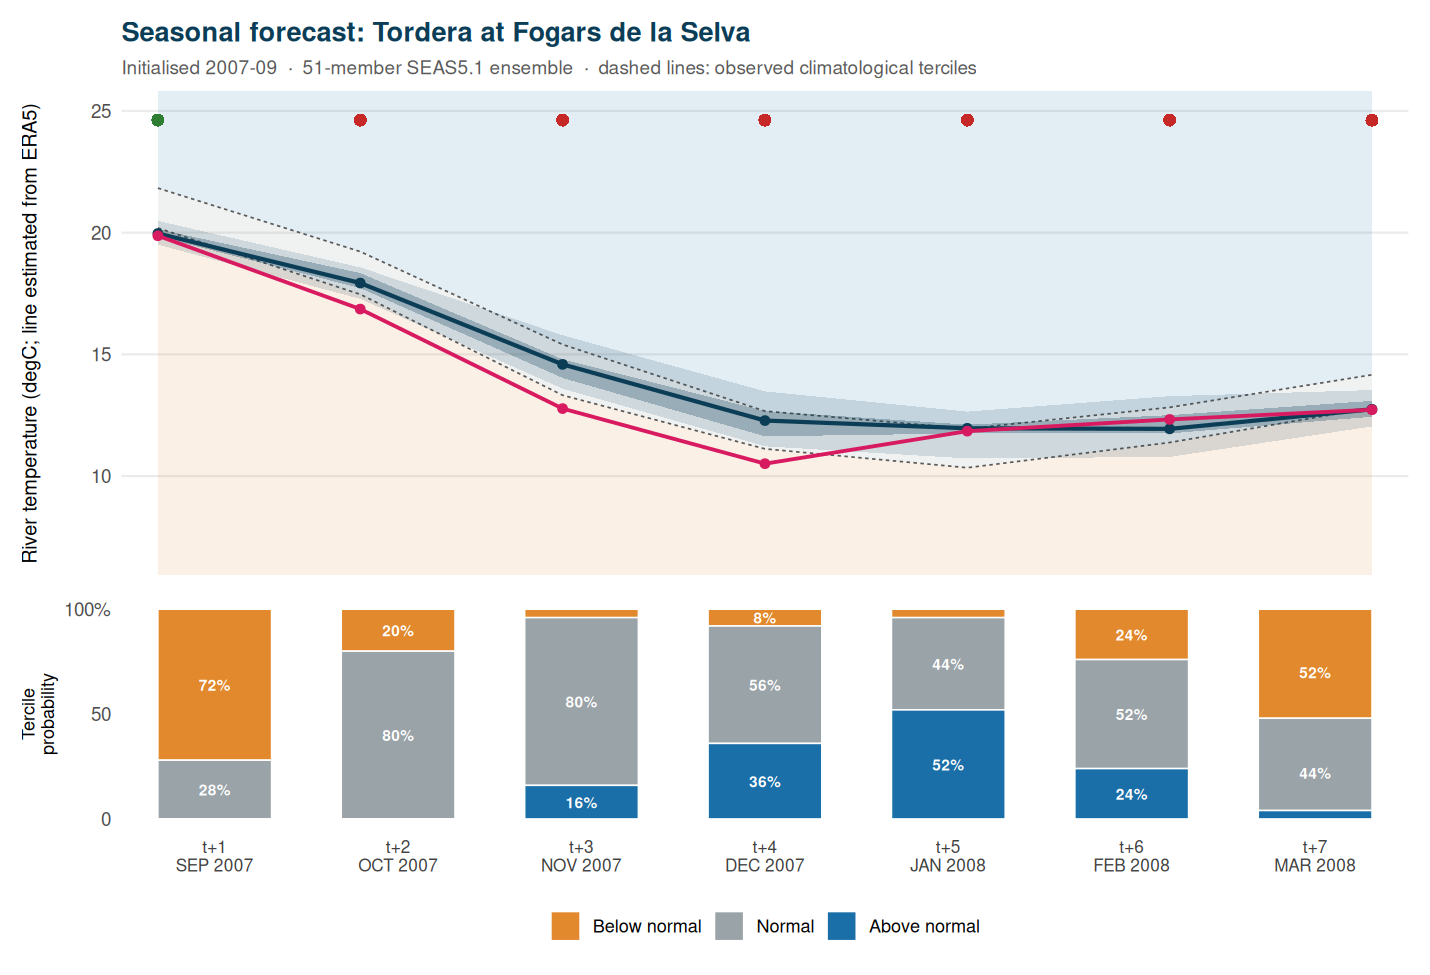 Seasonal forecast: Tordera at Fogars de la Selva
Initialised 2007-09 · 51-member SEAS5.1 ensemble · dashed lines: observed climatological terciles
River temperature (degC; line estimated from ERA5)
25
20
15
10
Tercile
probability
100%
50
0
72%
28%
20%
80%
80%
16%
8%
56%
36%
44%
52%
24%
52%
24%
52%
44%
t+1
SEP 2007
t+2
OCT 2007
t+3
NOV 2007
t+4
DEC 2007
t+5
JAN 2008
t+6
FEB 2008
t+7
MAR 2008
Below normal
Normal
Above normal